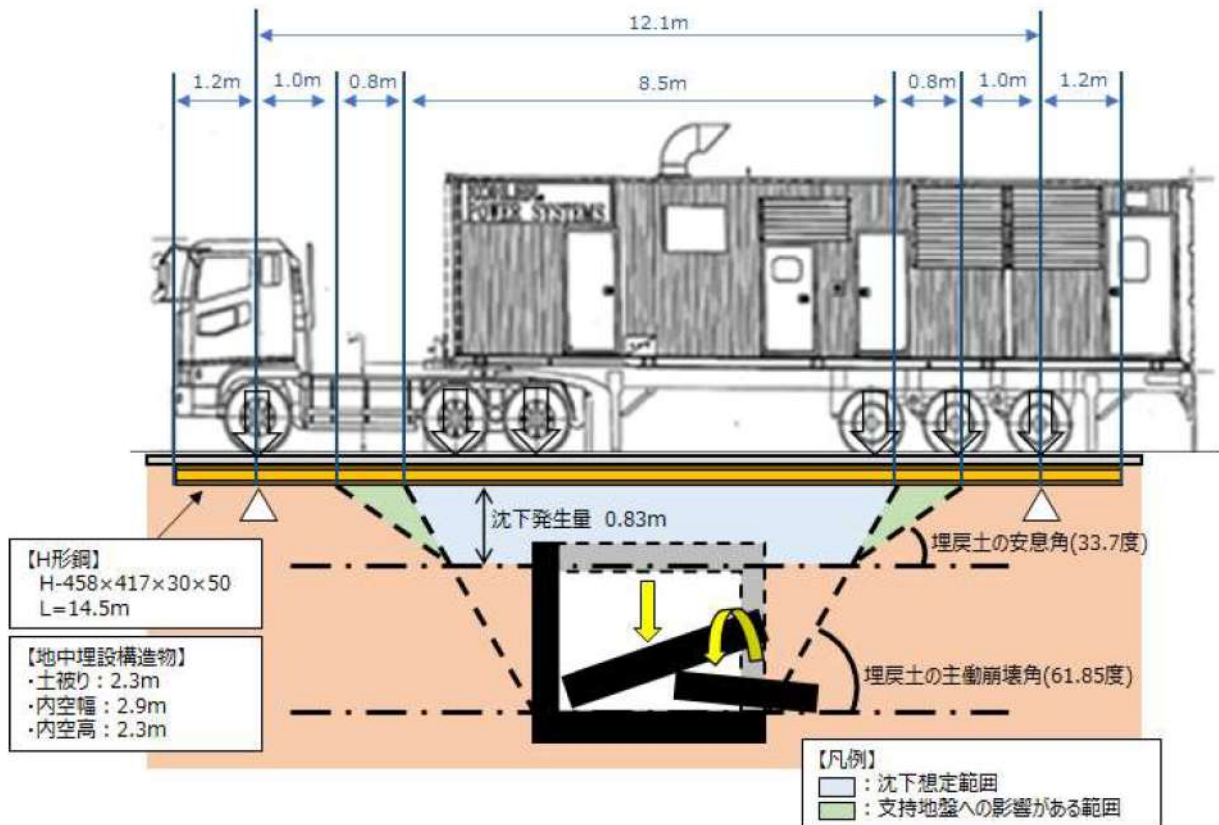 12.1m
1.2m
1.0m
0.8m
8.5m
0.8m
1.0m
1.2m
POWER SYSTEMS
沈下発生量 0.83m
埋戻土の安息角(33.7度)
【H形鋼】
H-458×417×30×50
L=14.5m
【地中埋設構造物】
・土被り：2.3m
・内空幅：2.9m
・内空高：2.3m
埋戻土の主働崩壊角(61.85度)
【凡例】
：沈下想定範囲
：支持地盤への影響がある範囲